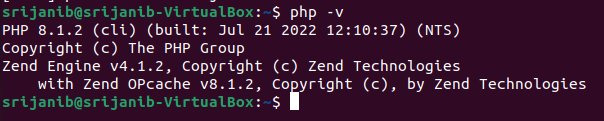 srijanib@srijanib-VirtualBox:~$ php -v
PHP 8.1.2 (cli) (built: Jul 21 2022 12:10:37) (NTS)
Copyright (c) The PHP Group
Zend Engine v4.1.2, Copyright (c) Zend Technologies
    with Zend OPcache v8.1.2, Copyright (c), by Zend Technologies
srijanib@srijanib-VirtualBox:~$